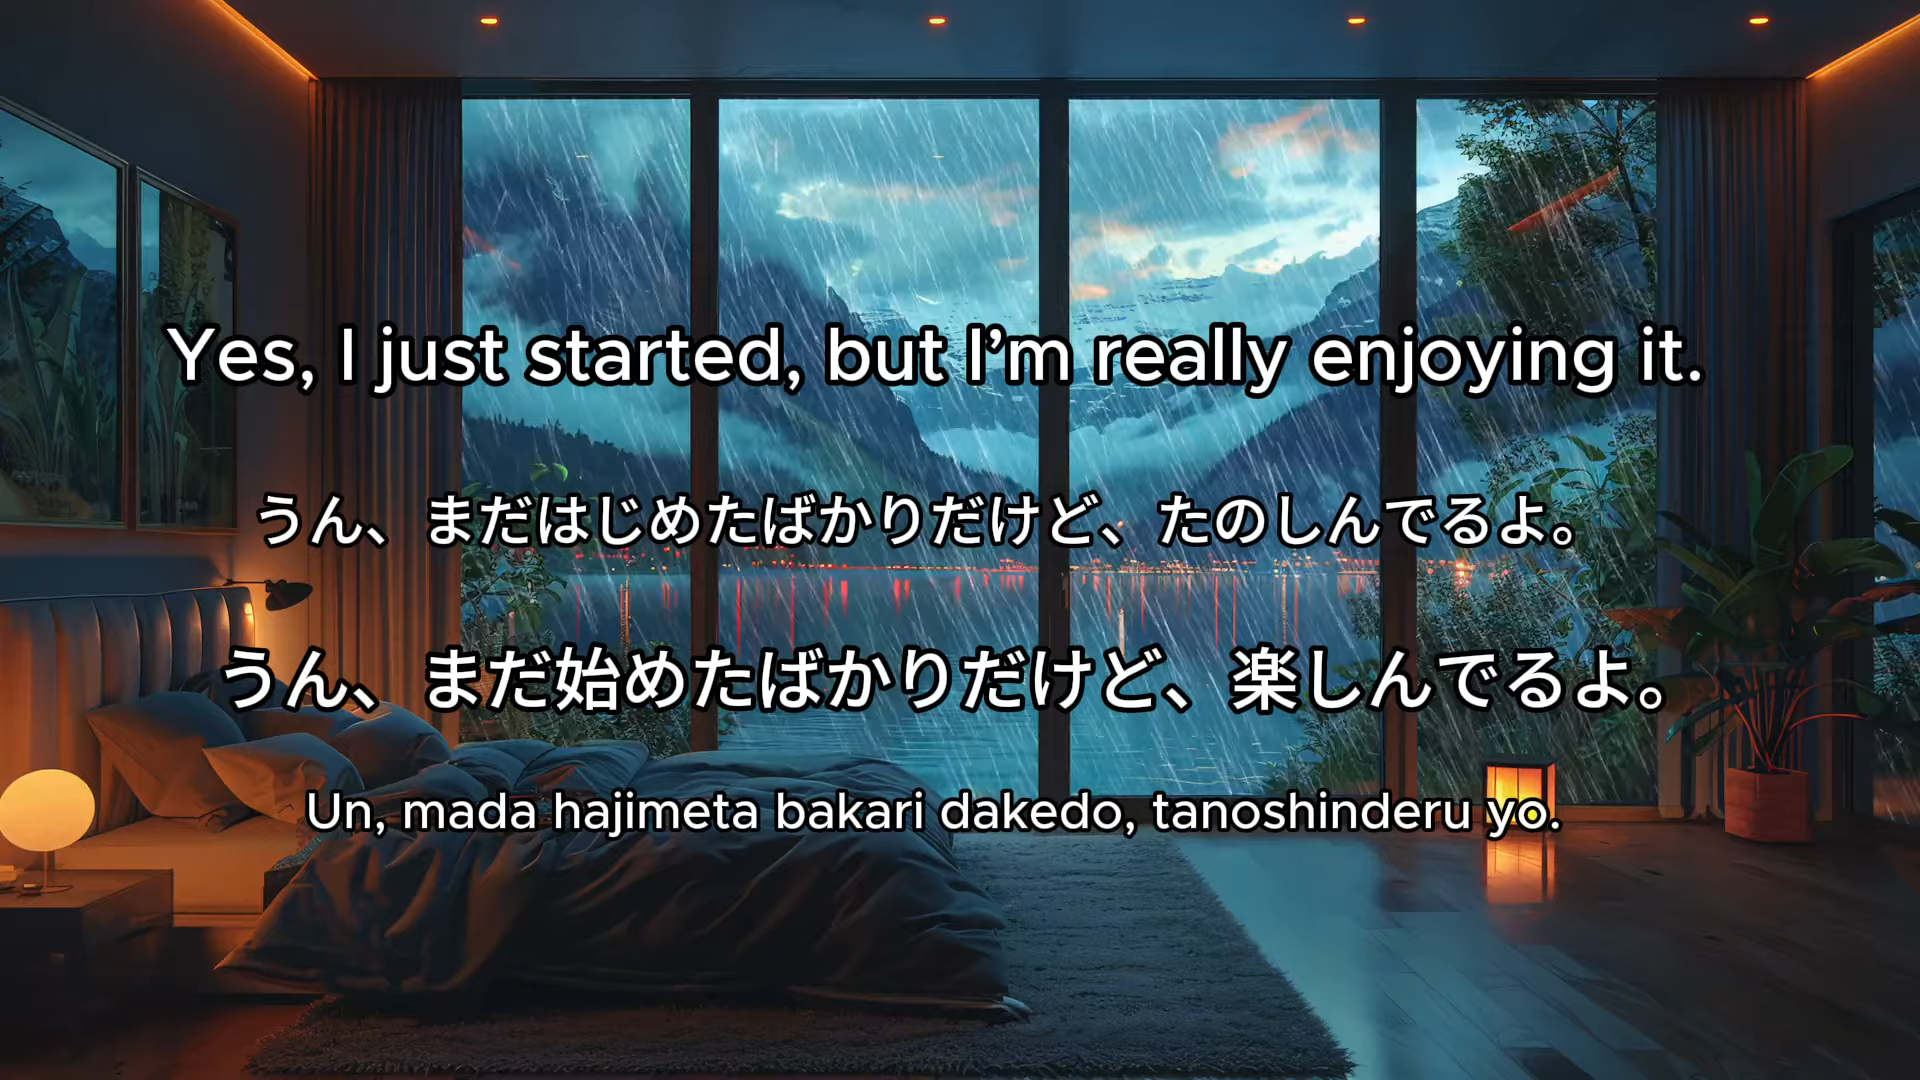 Yes, I just started, but I’m really enjoying it.
うん、まだはじめたばかりだけど、たのしんでるよ。
うん、まだ始めたばかりだけど、楽しんでるよ。
Un, mada hajimeta bakari dakedo, tanoshinderu yo.